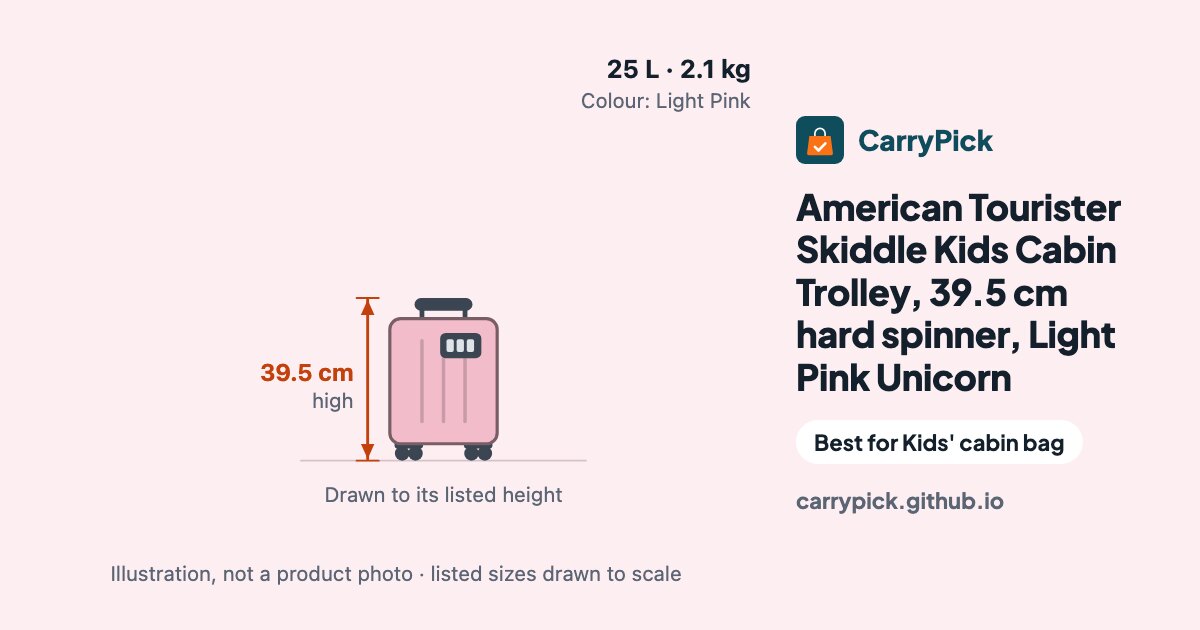 25 L · 2.1 kg
Colour: Light Pink
39.5 cm
high
Drawn to its listed height
Illustration, not a product photo · listed sizes drawn to scale
CarryPick
American Tourister
Skiddle Kids Cabin
Trolley, 39.5 cm
hard spinner, Light
Pink Unicorn
Best for Kids' cabin bag
carrypick.github.io